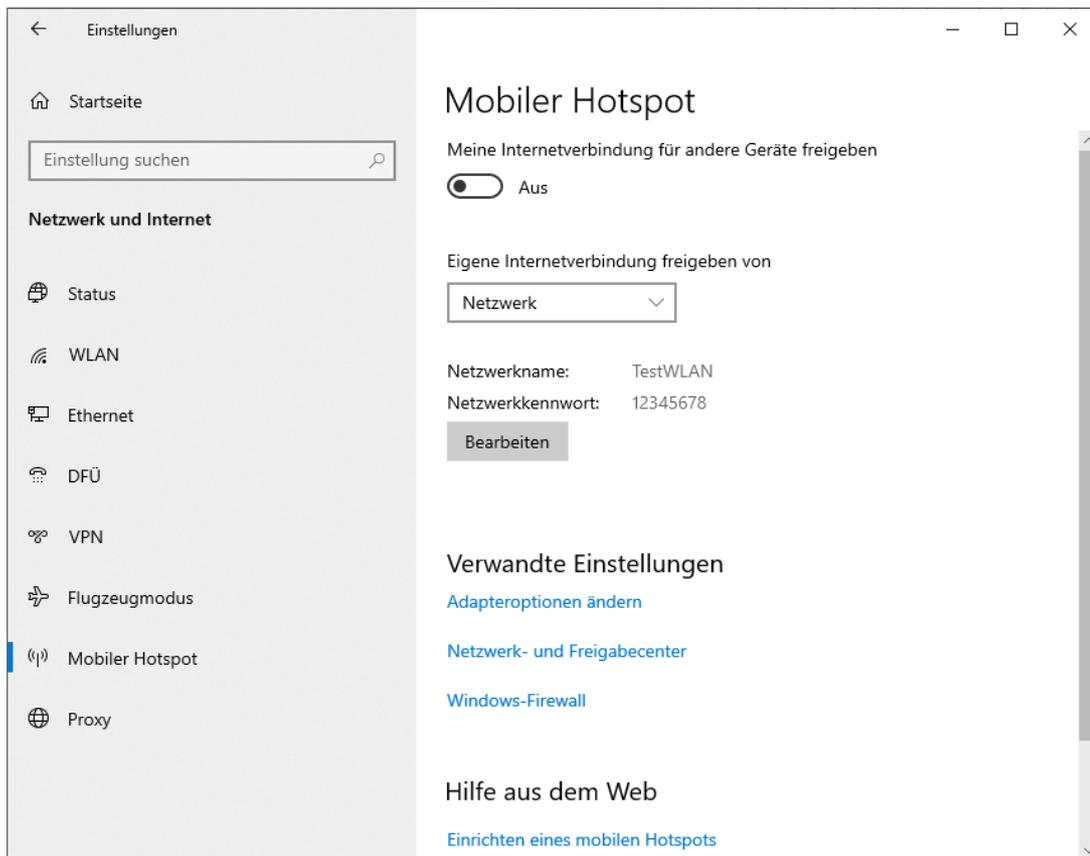 Einstellungen
Startseite
Einstellung suchen
Netzwerk und Internet
Status
WLAN
Ethernet
DFÜ
VPN
Flugzeugmodus
Mobiler Hotspot
Proxy
Mobiler Hotspot
Meine Internetverbindung für andere Geräte freigeben
Aus
Eigene Internetverbindung freigeben von
Netzwerk
Netzwerkname: TestWLAN
Netzwerkkennwort: 12345678
Bearbeiten
Verwandte Einstellungen
Adapteroptionen ändern
Netzwerk- und Freigabecenter
Windows-Firewall
Hilfe aus dem Web
Einrichten eines mobilen Hotspots